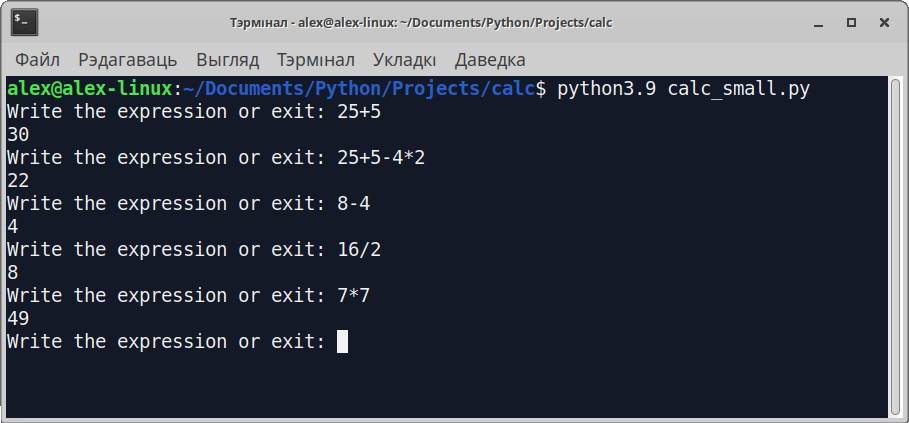 Тэрмінал - alex@alex-linux: ~/Documents/Python/Projects/calc
Файл Рэдагаваць Выгляд Тэрмінал Укладкі Даведка
alex@alex-linux:~/Documents/Python/Projects/calc$ python3.9 calc_small.py
Write the expression or exit: 25+5
30
Write the expression or exit: 25+5-4*2
22
Write the expression or exit: 8-4
4
Write the expression or exit: 16/2
8
Write the expression or exit: 7*7
49
Write the expression or exit: